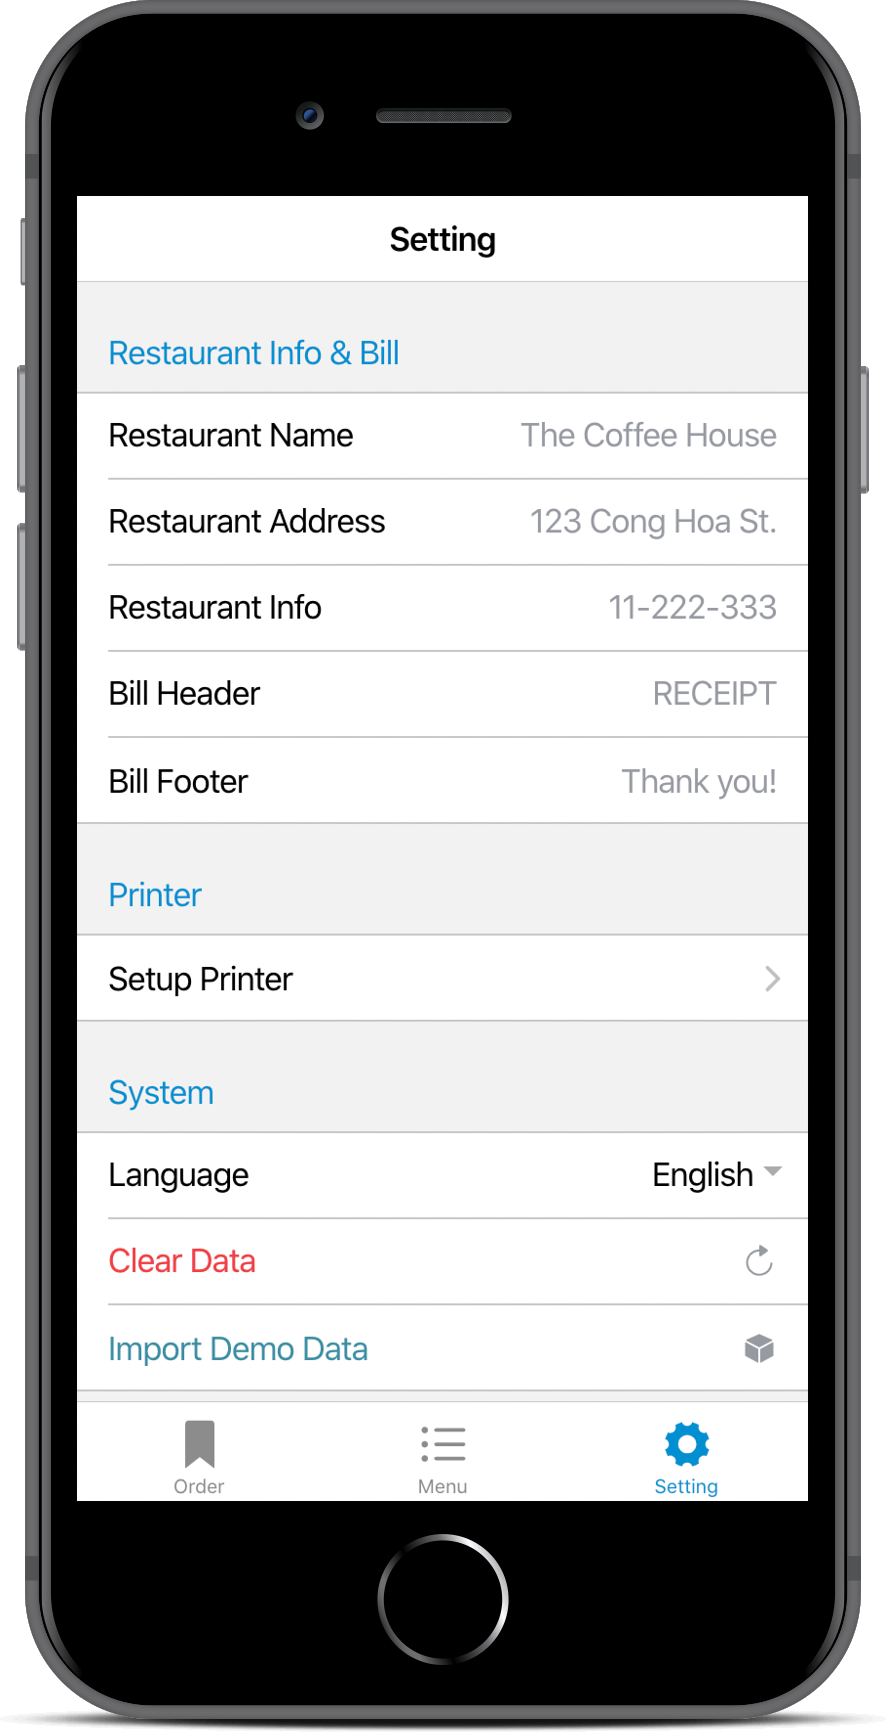 Setting
Restaurant Info & Bill
Restaurant Name The Coffee House
Restaurant Address 123 Cong Hoa St.
Restaurant Info 11-222-333
Bill Header RECEIPT
Bill Footer Thank you!
Printer
Setup Printer
System
Language English
Clear Data
Import Demo Data
Order Menu Setting